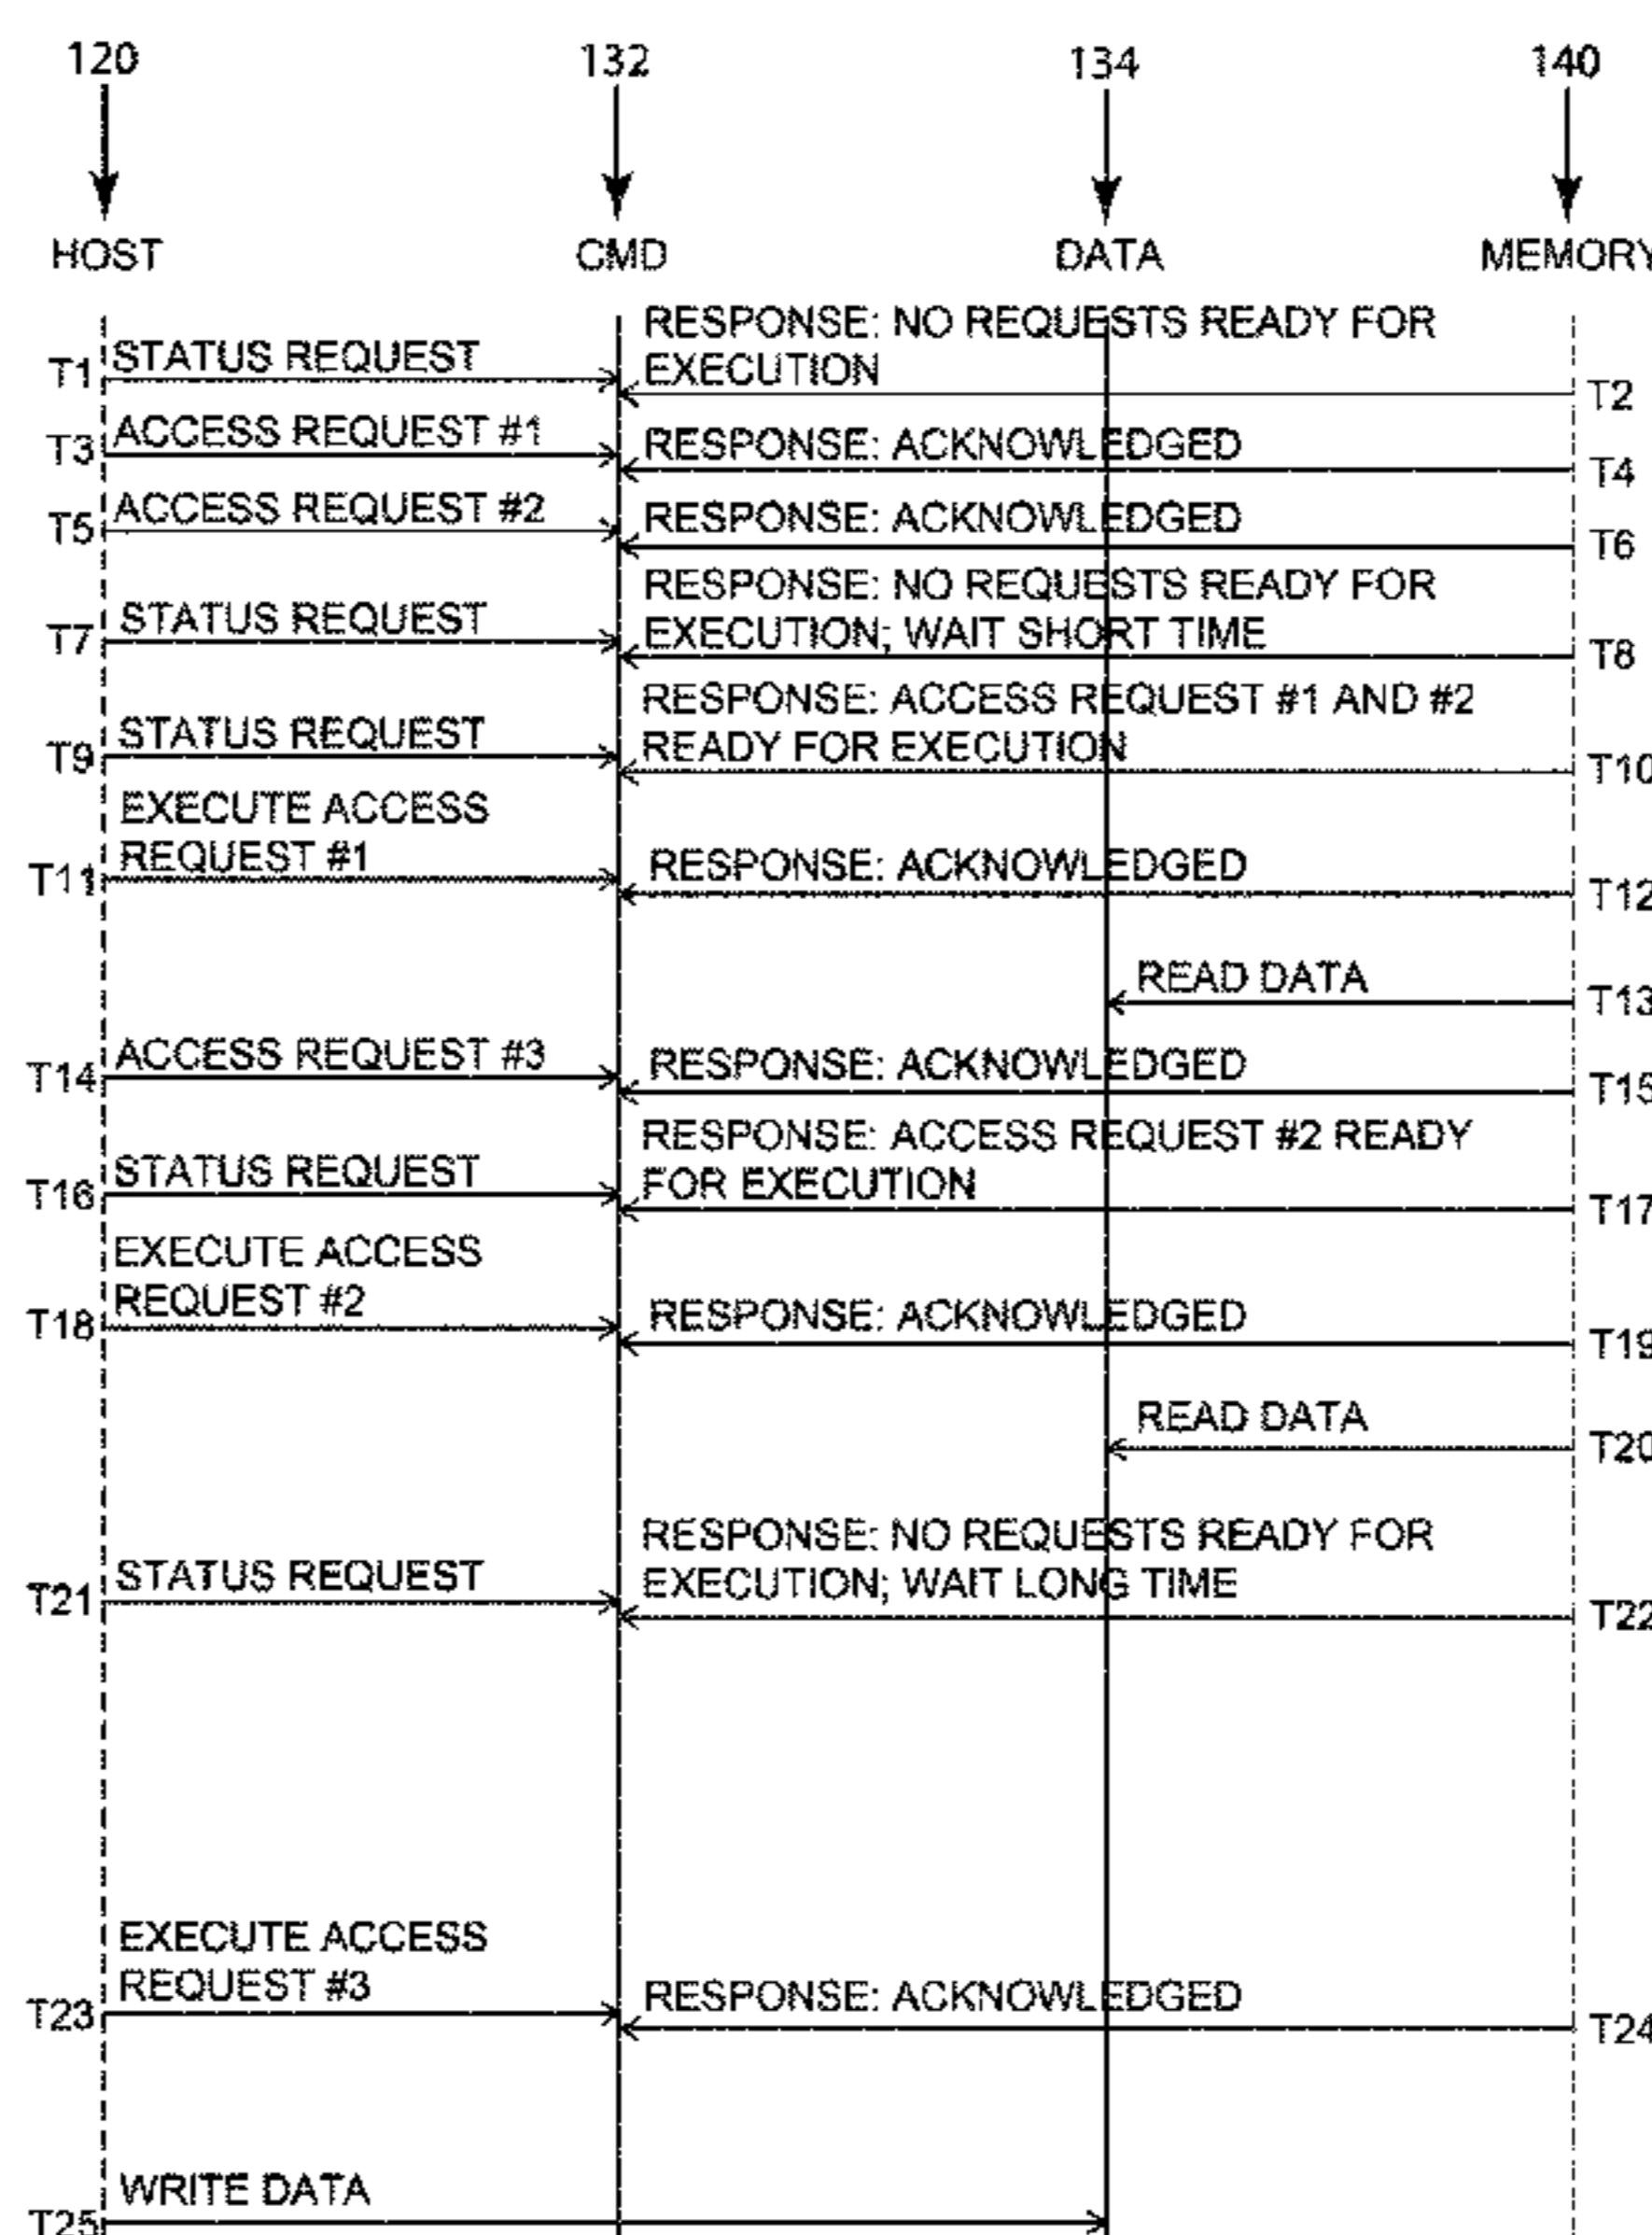 120 132 134 140
HOST CMD DATA MEMORY
RESPONSE: NO REQUESTS READY FOR
STATUS REQUEST
EXECUTION
T1 T2
ACCESS REQUEST #1
RESPONSE: ACKNOWLEDGED
T3 T4
ACCESS REQUEST #2
RESPONSE: ACKNOWLEDGED
T5 T6
RESPONSE: NO REQUESTS READY FOR
STATUS REQUEST
EXECUTION; WAIT SHORT TIME
T7 T8
RESPONSE: ACCESS REQUEST #1 AND #2
STATUS REQUEST
READY FOR EXECUTION
T9 T10
EXECUTE ACCESS
REQUEST #1
RESPONSE: ACKNOWLEDGED
T11 T12
READ DATA
T13
ACCESS REQUEST #3
RESPONSE: ACKNOWLEDGED
T14 T15
RESPONSE: ACCESS REQUEST #2 READY
STATUS REQUEST
FOR EXECUTION
T16 T17
EXECUTE ACCESS
REQUEST #2
RESPONSE: ACKNOWLEDGED
T18 T19
READ DATA
T20
RESPONSE: NO REQUESTS READY FOR
STATUS REQUEST
EXECUTION; WAIT LONG TIME
T21 T22
EXECUTE ACCESS
REQUEST #3
RESPONSE: ACKNOWLEDGED
T23 T24
WRITE DATA
T25